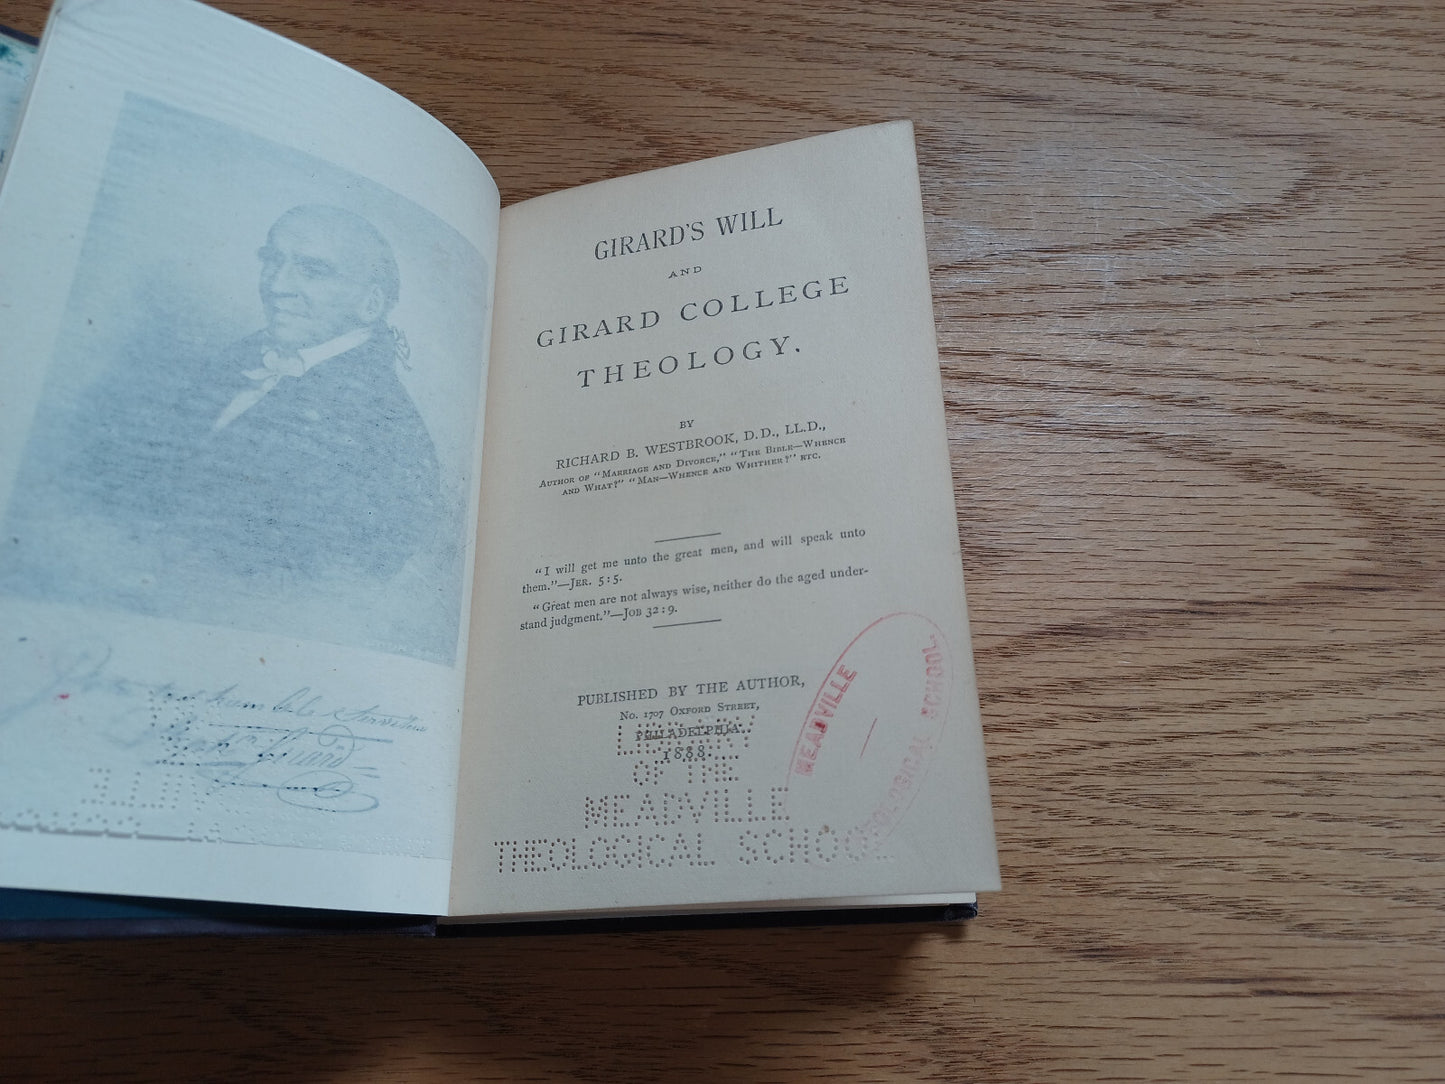 GIRARD'S WILL
AND
GIRARD COLLEGE
THEOLOGY.
BY
RICHARD B. WESTBROOK, D.D., LL.D.,
AUTHOR OF "MARRIAGE AND DIVORCE," "THE BIBLE—WHENCE
AND WHAT?" "MAN—WHENCE AND WHITHER?" ETC.
"I will get me unto the great men, and will speak unto
them."—JER. 5:5.
"Great men are not always wise, neither do the aged under-
stand judgment."—JOB 32:9.
PUBLISHED BY THE AUTHOR,
No. 1707 OXFORD STREET,
PHILADELPHIA.
1888.
LIBRARY
OF THE
MEADVILLE
THEOLOGICAL SCHOOL
MEADVILLE
THEOLOGICAL SCHOOL.
humble
Girard